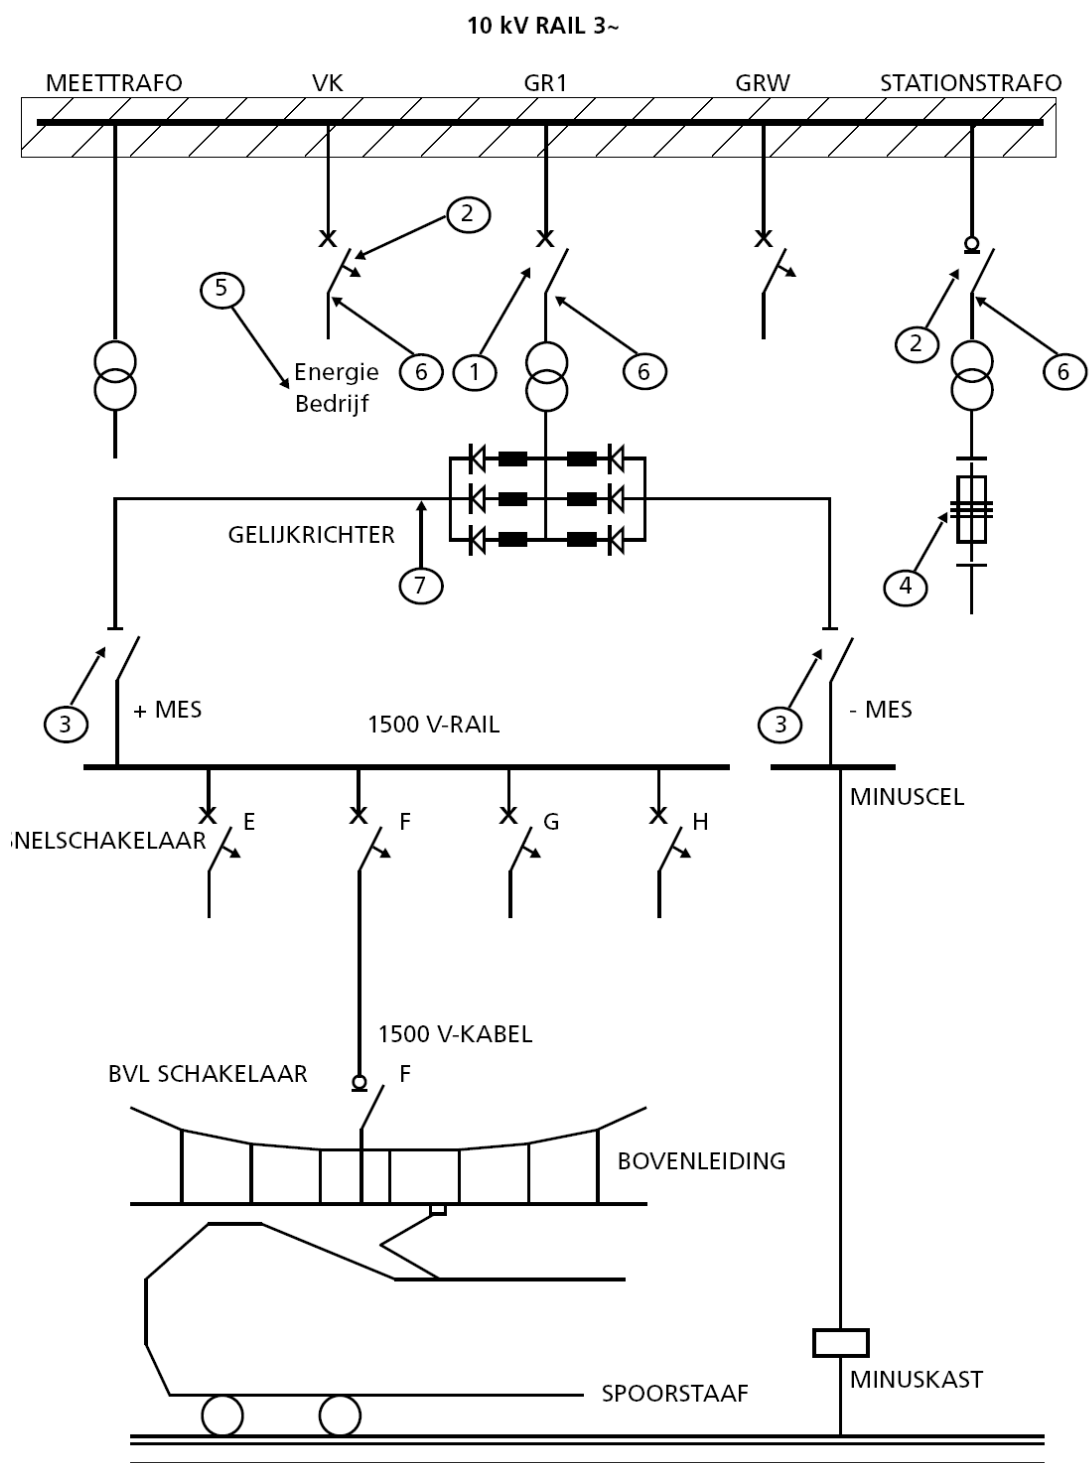 10 kV RAIL 3~
MEETTRAFO VK GR1 GRW STATIONSTRAFO
2
5
2
Energie
Bedrijf
6 1 6 6
GELIJKRICHTER
7 4
3 + MES 1500 V-RAIL 3 - MES
MINUSCEL
E F G H
SNELSCHAKELAAR
1500 V-KABEL
BVL SCHAKELAAR F
BOVENLEIDING
MINUSKAST
SPOORSTAAF